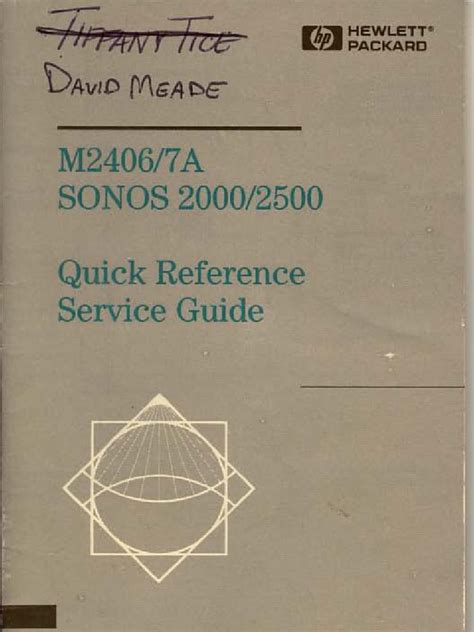 Tiffany Tice
David Meade
hp HEWLETT®
PACKARD
M2406/7A
SONOS 2000/2500
Quick Reference
Service Guide